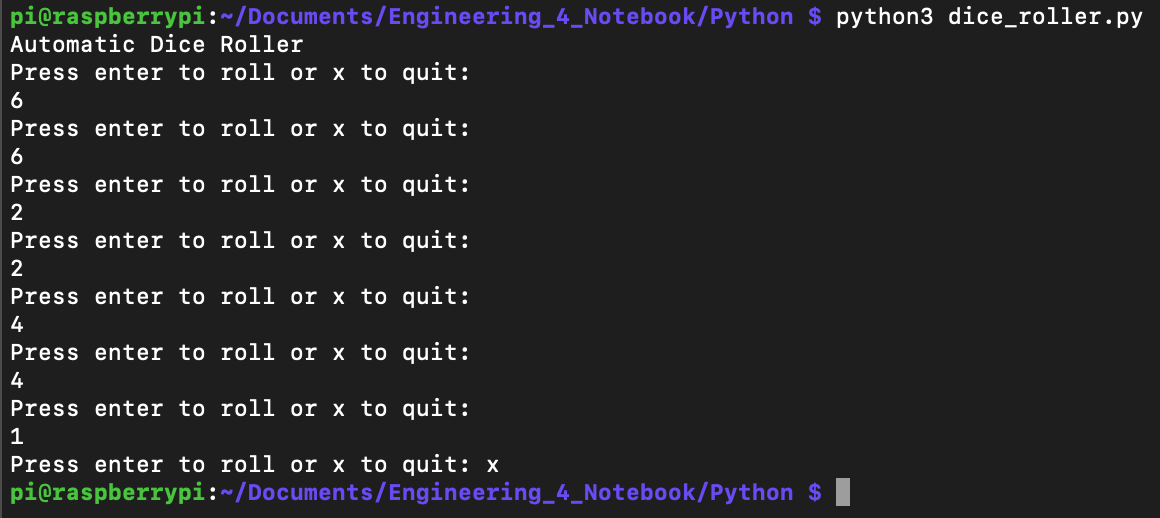 pi@raspberrypi:~/Documents/Engineering_4_Notebook/Python $ python3 dice_roller.py
Automatic Dice Roller
Press enter to roll or x to quit:
6
Press enter to roll or x to quit:
6
Press enter to roll or x to quit:
2
Press enter to roll or x to quit:
2
Press enter to roll or x to quit:
4
Press enter to roll or x to quit:
4
Press enter to roll or x to quit:
1
Press enter to roll or x to quit: x
pi@raspberrypi:~/Documents/Engineering_4_Notebook/Python $